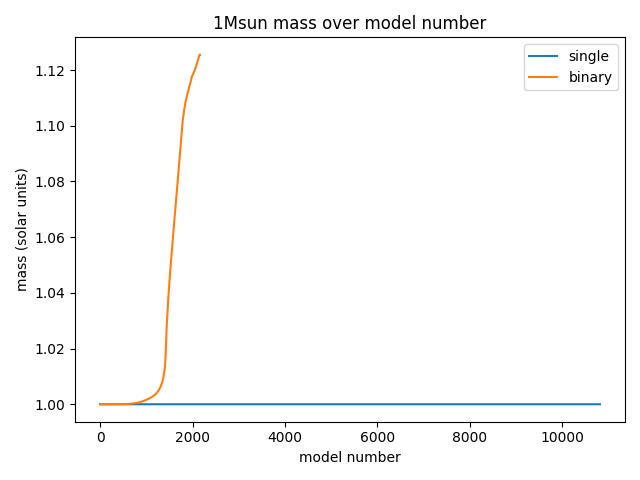 1Msun mass over model number
single
binary
mass (solar units)
1.12
1.10
1.08
1.06
1.04
1.02
1.00
0 2000 4000 6000 8000 10000
model number